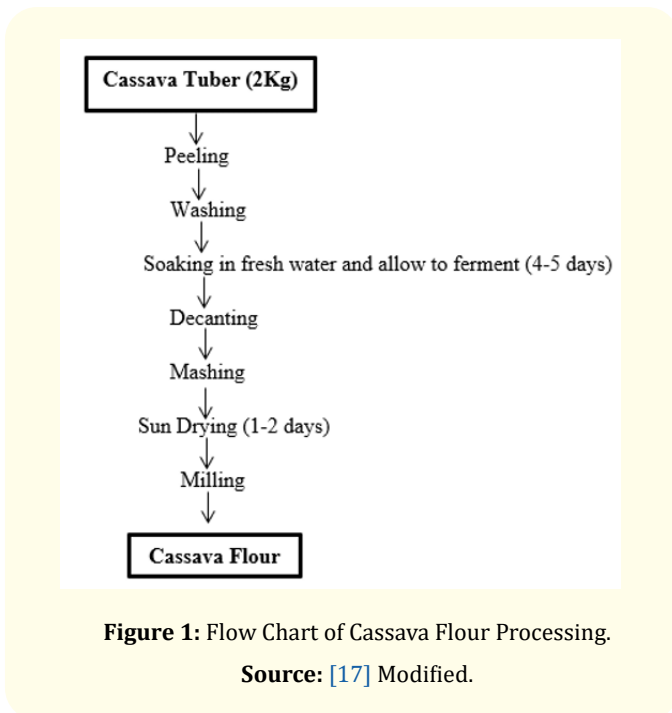 Cassava Tuber (2Kg)
Peeling
Washing
Soaking in fresh water and allow to ferment (4-5 days)
Decanting
Mashing
Sun Drying (1-2 days)
Milling
Cassava Flour
Figure 1: Flow Chart of Cassava Flour Processing.
Source: [17] Modified.